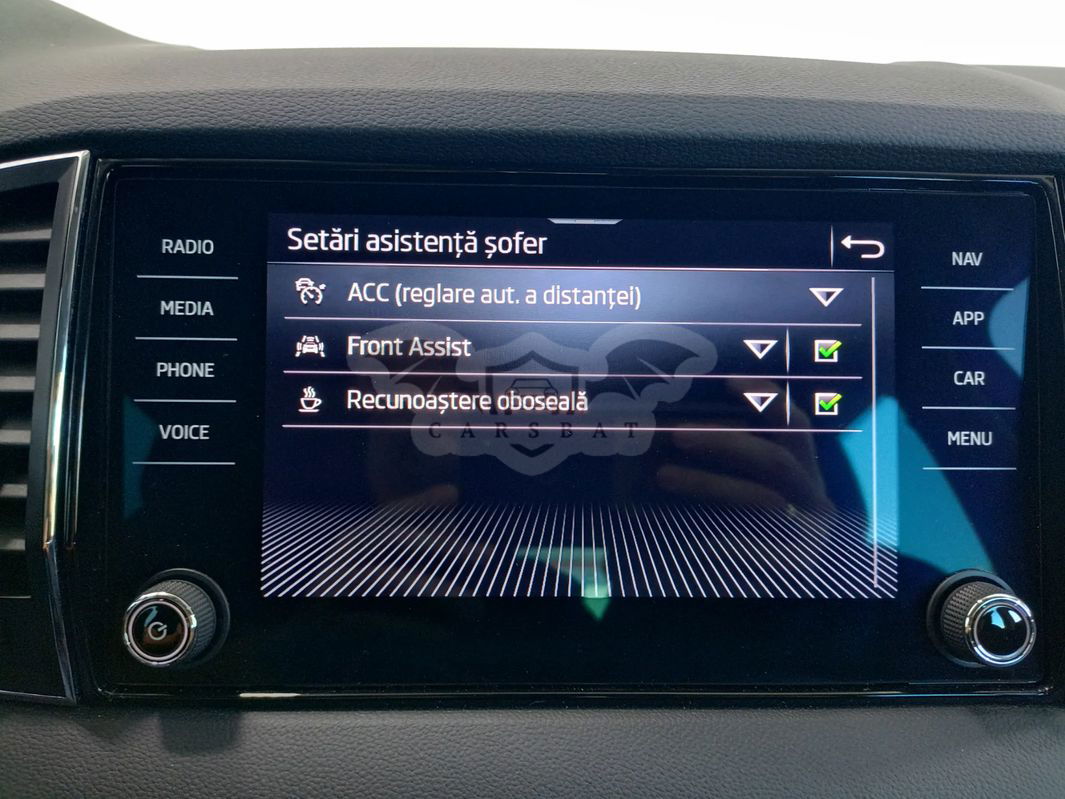 RADIO
MEDIA
PHONE
VOICE
Setări asistență șofer
ACC (reglare aut. a distanței)
Front Assist
Recunoaștere oboseală
CARSBAT
NAV
APP
CAR
MENU